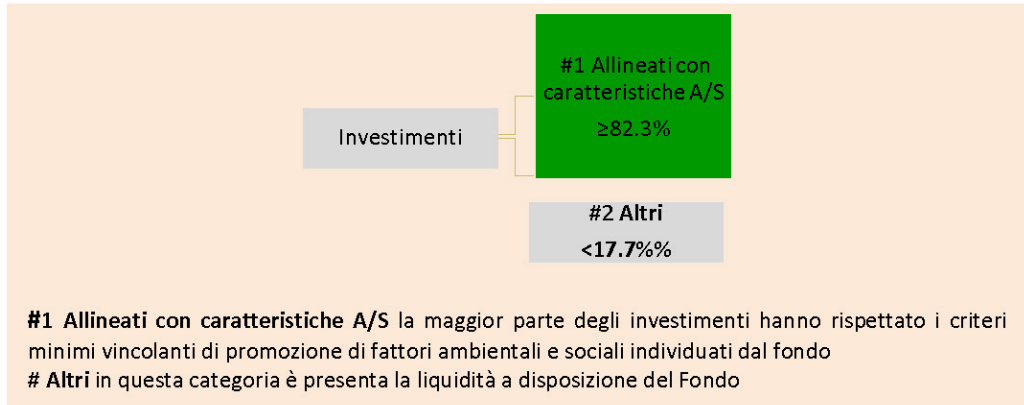 #1 Allineati con
caratteristiche A/S
≥82.3%
Investimenti
#2 Altri
<17.7%%
#1 Allineati con caratteristiche A/S la maggior parte degli investimenti hanno rispettato i criteri
minimi vincolanti di promozione di fattori ambientali e sociali individuati dal fondo
# Altri in questa categoria è presenta la liquidità a disposizione del Fondo